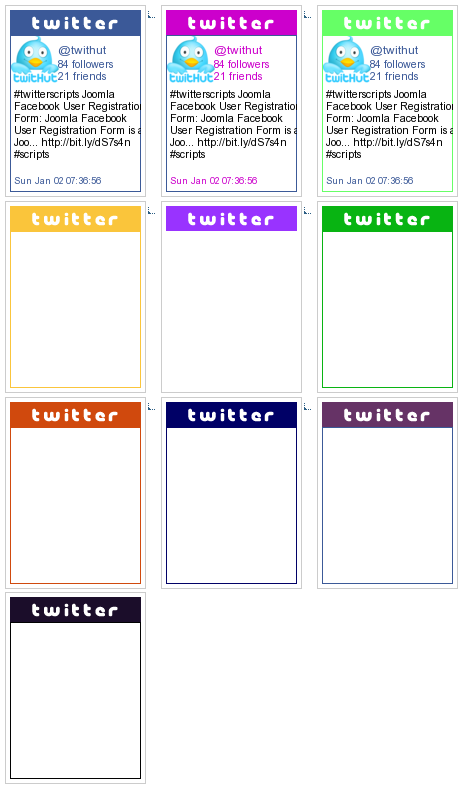 twitter
@twithut
84 followers
21 friends
twitHut
#twitterscripts Joomla
Facebook User Registration
Form: Joomla Facebook
User Registration Form is a
Joo... http://bit.ly/dS7s4n
#scripts
Sun Jan 02 07:36:56
twitter
@twithut
84 followers
21 friends
twitHut
#twitterscripts Joomla
Facebook User Registration
Form: Joomla Facebook
User Registration Form is a
Joo... http://bit.ly/dS7s4n
#scripts
Sun Jan 02 07:36:56
twitter
@twithut
84 followers
21 friends
twitHut
#twitterscripts Joomla
Facebook User Registration
Form: Joomla Facebook
User Registration Form is a
Joo... http://bit.ly/dS7s4n
#scripts
Sun Jan 02 07:36:56
twitter
twitter
twitter
twitter
twitter
twitter
twitter